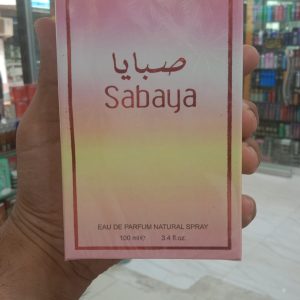 صبايا
Sabaya
EAU DE PARFUM NATURAL SPRAY
100 ml e 3.4 fl oz.